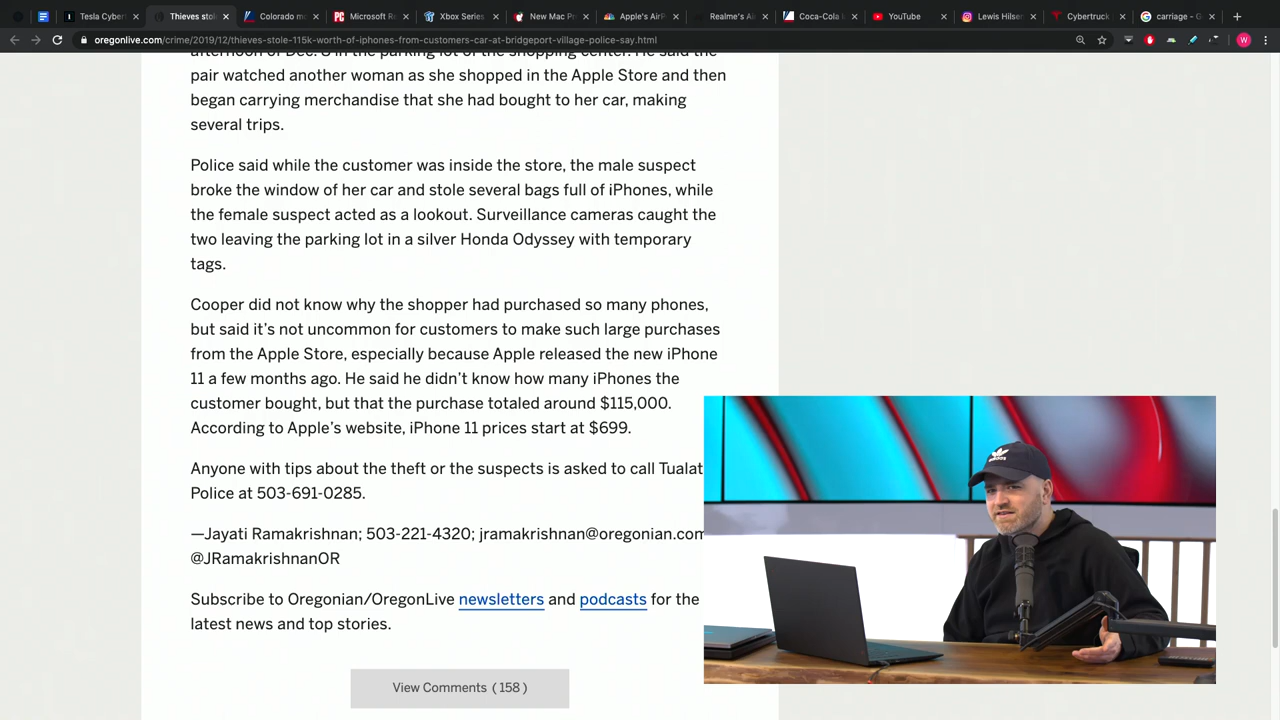 Tesla Cybert
Thieves stol
Colorado m
Microsoft R
Xbox Series
New Mac Pr
Apple's AirP
Realme's Ai
Coca-Cola
YouTube
Lewis Hilsen
Cybertruck
carriage - G
oregonlive.com/crime/2019/12/thieves-stole-115k-worth-of-iphones-from-customers-car-at-bridgeport-village-police-say.html
W
afternoon of Dec. 3 in the parking lot of the shopping center. He said the
pair watched another woman as she shopped in the Apple Store and then
began carrying merchandise that she had bought to her car, making
several trips.
Police said while the customer was inside the store, the male suspect
broke the window of her car and stole several bags full of iPhones, while
the female suspect acted as a lookout. Surveillance cameras caught the
two leaving the parking lot in a silver Honda Odyssey with temporary
tags.
Cooper did not know why the shopper had purchased so many phones,
but said it’s not uncommon for customers to make such large purchases
from the Apple Store, especially because Apple released the new iPhone
11 a few months ago. He said he didn’t know how many iPhones the
customer bought, but that the purchase totaled around $115,000.
According to Apple’s website, iPhone 11 prices start at $699.
Anyone with tips about the theft or the suspects is asked to call Tualat
Police at 503-691-0285.
—Jayati Ramakrishnan; 503-221-4320; jramakrishnan@oregonian.com
@JRamakrishnanOR
Subscribe to Oregonian/OregonLive newsletters and podcasts for the
latest news and top stories.
View Comments ( 158 )
adidas